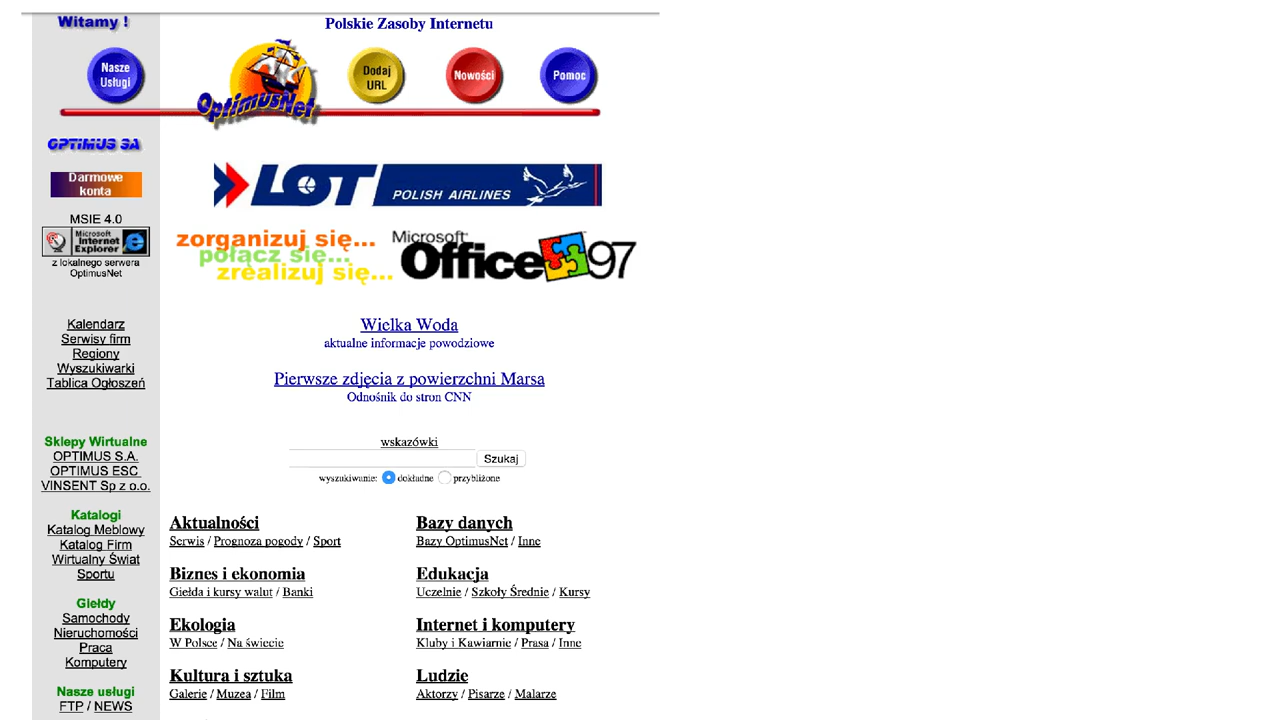 Witamy !
Polskie Zasoby Internetu
Nasze
Usługi
OptimusNet
Dodaj
URL
Nowości
Pomoc
OPTIMUS SA
LOT POLISH AIRLINES
Darmowe
konta
MSIE 4.0
Microsoft
Internet
Explorer
z lokalnego serwera
OptimusNet
zorganizuj się...
połącz się...
zrealizuj się...
Microsoft
Office 97
Kalendarz
Serwisy firm
Regiony
Wyszukiwarki
Tablica Ogłoszeń
Wielka Woda
aktualne informacje powodziowe
Pierwsze zdjęcia z powierzchni Marsa
Odnośnik do stron CNN
wskazówki
Szukaj
wyszukiwanie: dokładne przybliżone
Sklepy Wirtualne
OPTIMUS S.A.
OPTIMUS ESC
VINSENT Sp z o.o.
Katalogi
Katalog Meblowy
Katalog Firm
Wirtualny Świat
Sportu
Giełdy
Samochody
Nieruchomości
Praca
Komputery
Nasze usługi
FTP / NEWS
Aktualności
Serwis / Prognoza pogody / Sport
Bazy danych
Bazy OptimusNet / Inne
Biznes i ekonomia
Giełda i kursy walut / Banki
Edukacja
Uczelnie / Szkoły Średnie / Kursy
Ekologia
W Polsce / Na świecie
Internet i komputery
Kluby i Kawiarnie / Prasa / Inne
Kultura i sztuka
Galerie / Muzea / Film
Ludzie
Aktorzy / Pisarze / Malarze